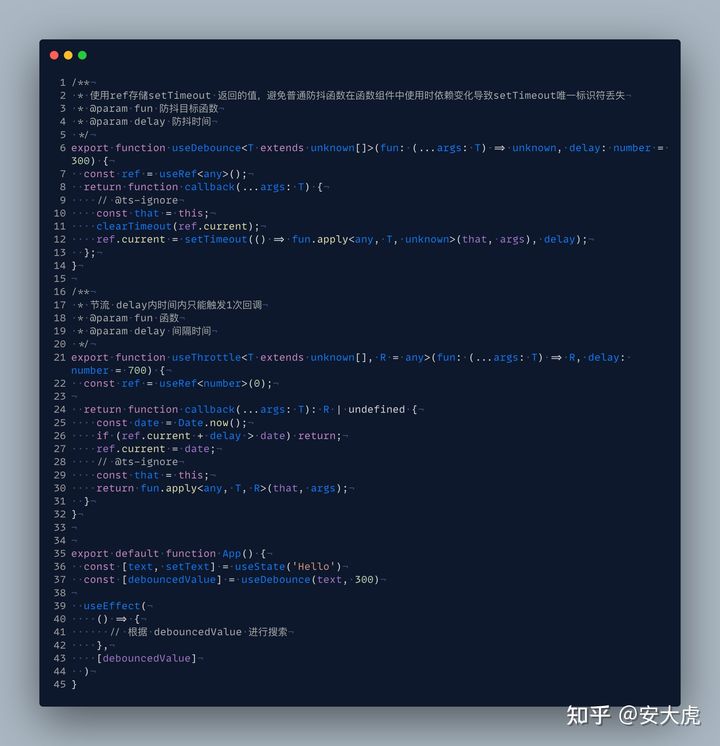 1 /**
2  * 使用ref存储setTimeout 返回的值，避免普通防抖函数在函数组件中使用时依赖变化导致setTimeout唯一标识符丢失
3  * @param fun 防抖目标函数
4  * @param delay 防抖时间
5  */
6 export function useDebounce<T extends unknown[]>(fun: (...args: T) => unknown, delay: number =
300) {
7   const ref = useRef<any>();
8   return function callback(...args: T) {
9     // @ts-ignore
10     const that = this;
11     clearTimeout(ref.current);
12     ref.current = setTimeout(() => fun.apply<any, T, unknown>(that, args), delay);
13   };
14 }
15
16 /**
17  * 节流 delay内时间内只能触发1次回调
18  * @param fun 函数
19  * @param delay 间隔时间
20  */
21 export function useThrottle<T extends unknown[], R = any>(fun: (...args: T) => R, delay:
number = 700) {
22   const ref = useRef<number>(0);
23
24   return function callback(...args: T): R | undefined {
25     const date = Date.now();
26     if (ref.current + delay > date) return;
27     ref.current = date;
28     // @ts-ignore
29     const that = this;
30     return fun.apply<any, T, R>(that, args);
31   }
32 }
33
34
35 export default function App() {
36   const [text, setText] = useState('Hello')
37   const [debouncedValue] = useDebounce(text, 300)
38
39   useEffect(
40     () => {
41       // 根据 debouncedValue 进行搜索
42     },
43     [debouncedValue]
44   )
45 }
知乎 @安大虎